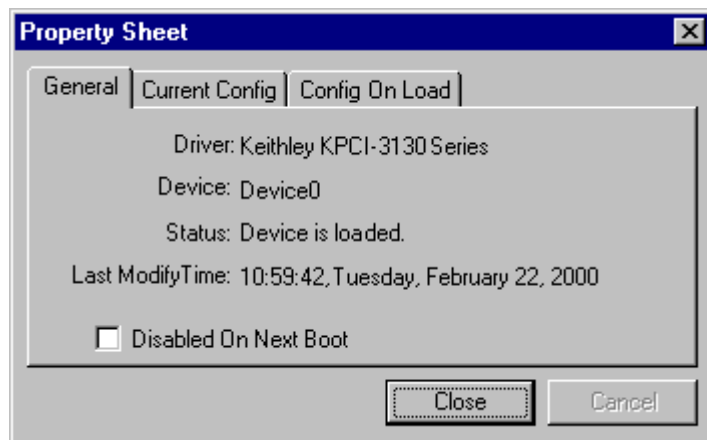 Property Sheet
General Current Config Config On Load
Driver: Keithley KPCI-3130 Series
Device: Device0
Status: Device is loaded.
Last ModifyTime: 10:59:42, Tuesday, February 22, 2000
Disabled On Next Boot
Close Cancel